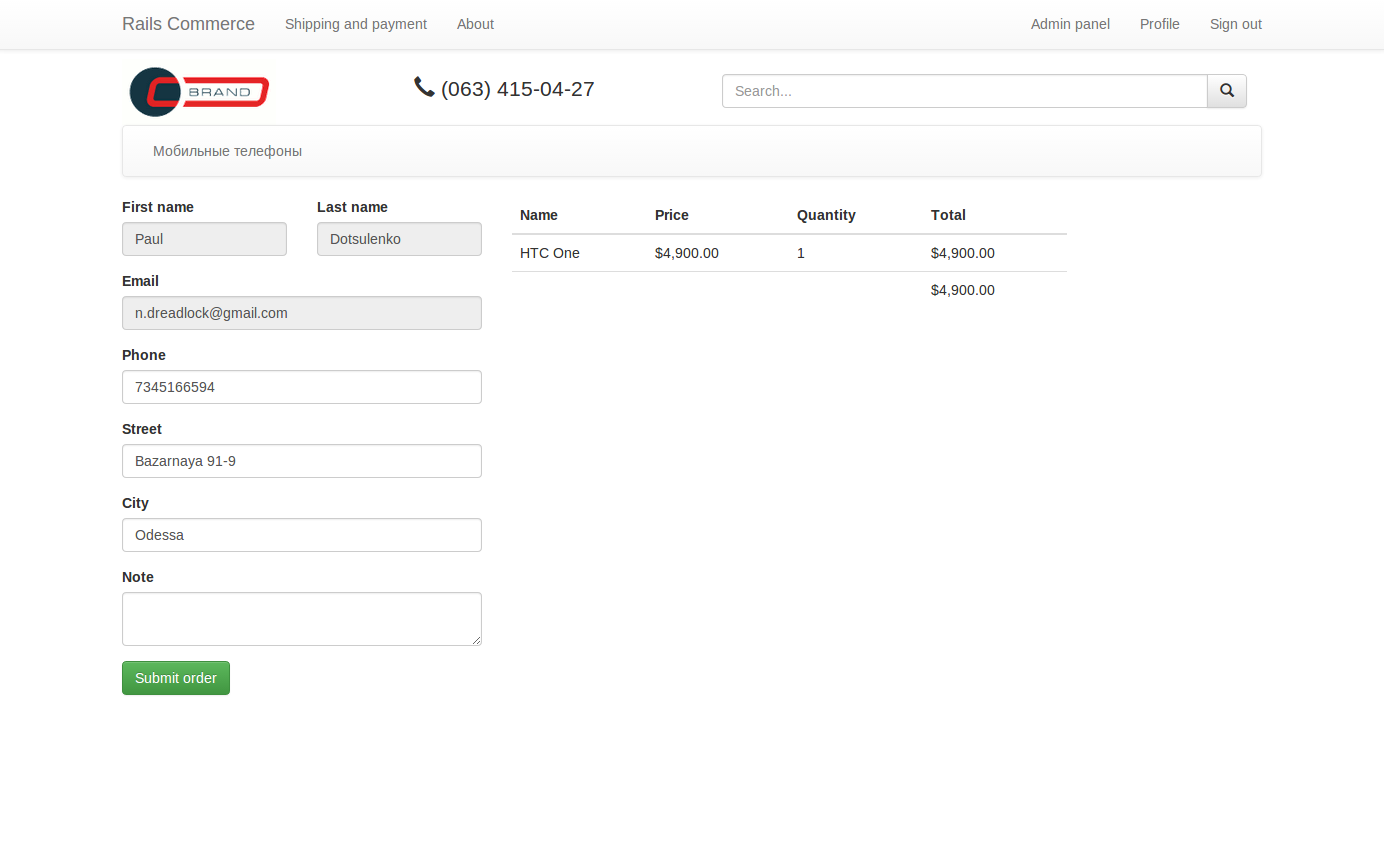 Rails Commerce Shipping and payment About Admin panel Profile Sign out
BRAND (063) 415-04-27 Search...
Мобильные телефоны
First name Last name
Paul Dotsulenko
Email
n.dreadlock@gmail.com
Phone
7345166594
Street
Bazarnaya 91-9
City
Odessa
Note
Submit order
Name Price Quantity Total
HTC One $4,900.00 1 $4,900.00
$4,900.00